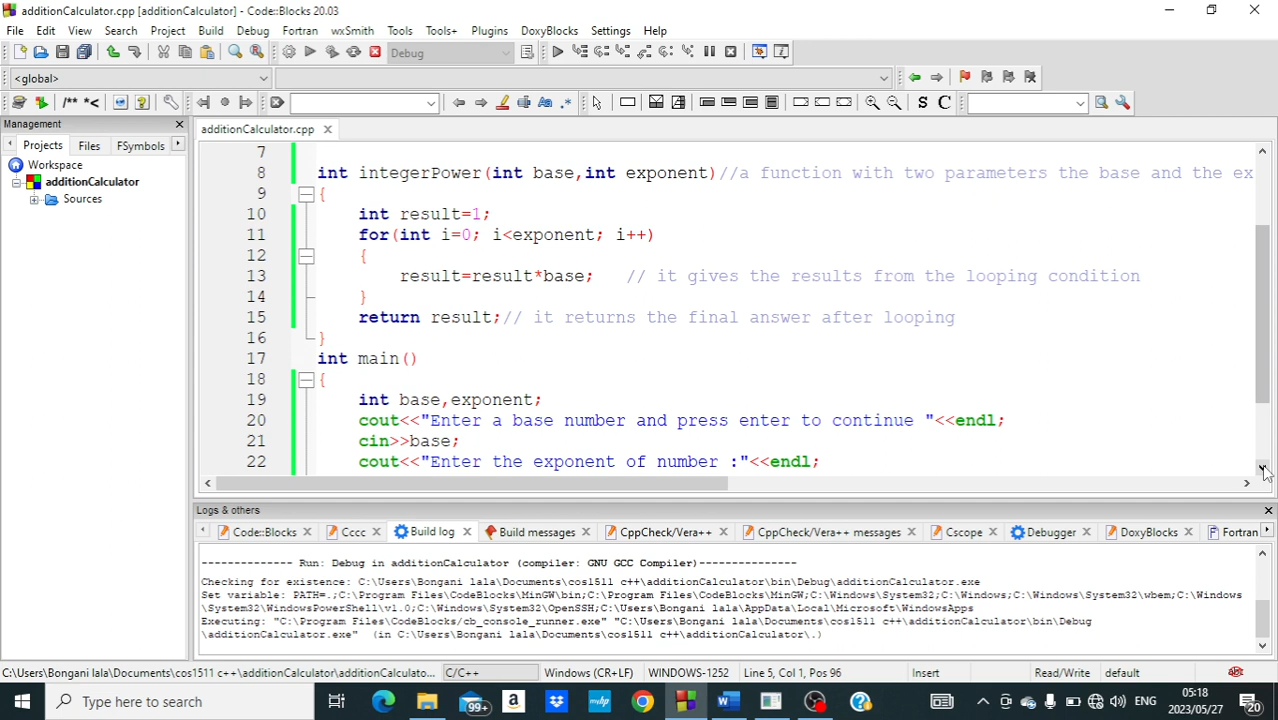 additionCalculator.cpp [additionCalculator] - Code::Blocks 20.03
File Edit View Search Project Build Debug Fortran wxSmith Tools Tools+ Plugins DoxyBlocks Settings Help
Debug
<global>
/** *< Aa .* S C
Management
additionCalculator.cpp
Projects Files FSymbols
Workspace
additionCalculator
Sources
7
8 int integerPower(int base,int exponent)//a function with two parameters the base and the ex
9 {
10 int result=1;
11 for(int i=0; i<exponent; i++)
12 {
13 result=result*base; // it gives the results from the looping condition
14 }
15 return result;// it returns the final answer after looping
16 }
17 int main()
18 {
19 int base,exponent;
20 cout<<"Enter a base number and press enter to continue "<<endl;
21 cin>>base;
22 cout<<"Enter the exponent of number :"<<endl;
Logs & others
Code::Blocks Cccc Build log Build messages CppCheck/Vera++ CppCheck/Vera++ messages Cscope Debugger DoxyBlocks Fortran
-------------- Run: Debug in additionCalculator (compiler: GNU GCC Compiler)---------------
Checking for existence: C:\Users\Bongani lala\Documents\cos1511 c++\additionCalculator\bin\Debug\additionCalculator.exe
Set variable: PATH=.;C:\Program Files\CodeBlocks\MinGW\bin;C:\Program Files\CodeBlocks\MinGW;C:\Windows\System32;C:\Windows;C:\Windows\System32\wbem;C:\Windows
\System32\WindowsPowerShell\v1.0;C:\Windows\System32\OpenSSH;C:\Users\Bongani lala\AppData\Local\Microsoft\WindowsApps
Executing: "C:\Program Files\CodeBlocks/cb_console_runner.exe" "C:\Users\Bongani lala\Documents\cos1511 c++\additionCalculator\bin\Debug
\additionCalculator.exe" (in C:\Users\Bongani lala\Documents\cos1511 c++\additionCalculator\.)
C:\Users\Bongani lala\Documents\cos1511 c++\additionCalculator\additionCalculato... C/C++ Windows (CR+LF) WINDOWS-1252 Line 5, Col 1, Pos 96 Insert Read/Write default
Type here to search
99+
ENG
05:18
2023/05/27
20